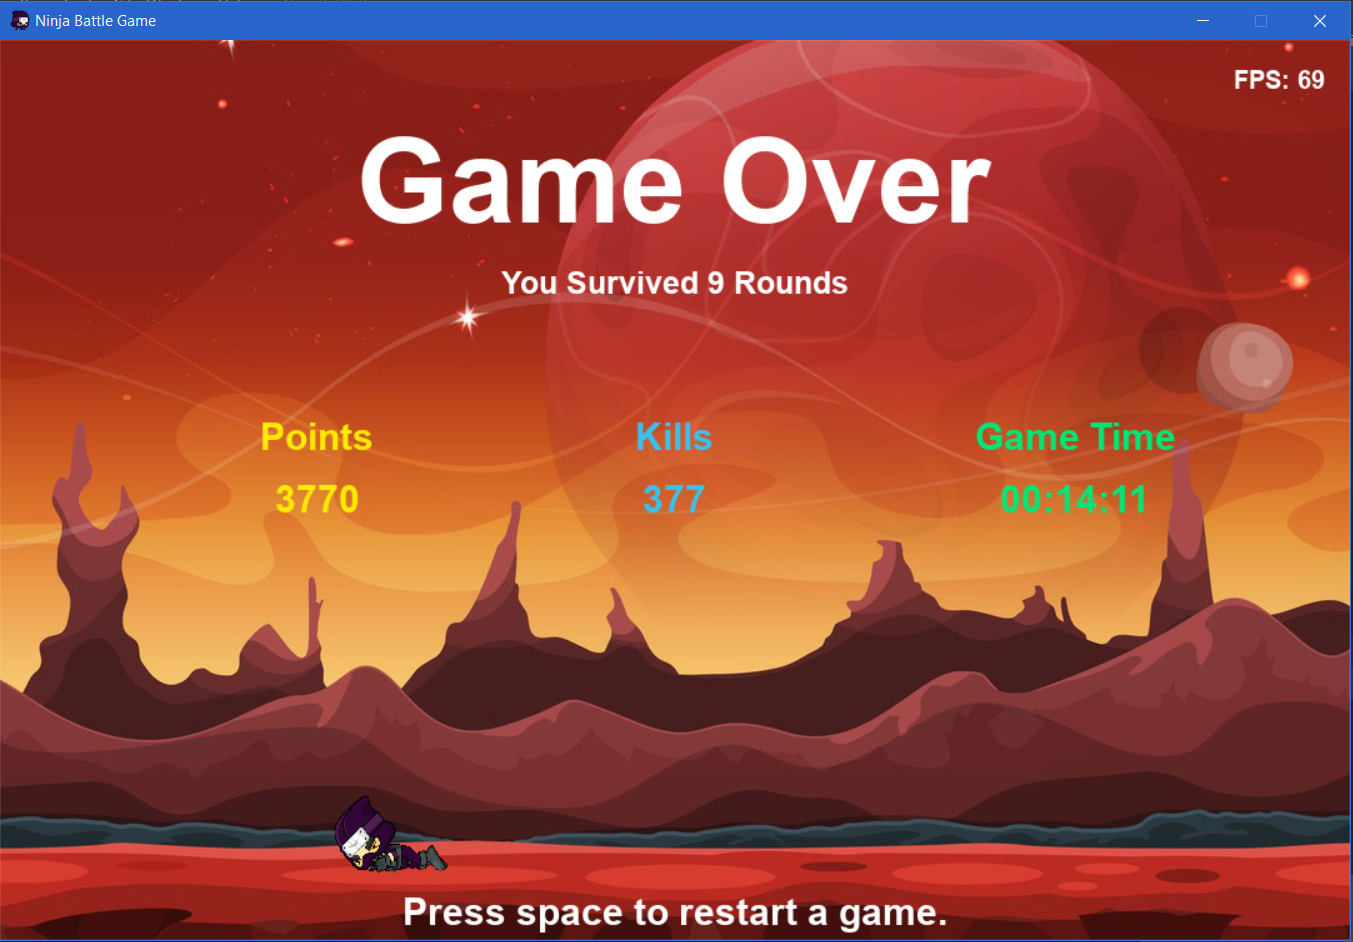 Ninja Battle Game
FPS: 69
Game Over
You Survived 9 Rounds
Points
Kills
Game Time
3770
377
00:14:11
Press space to restart a game.